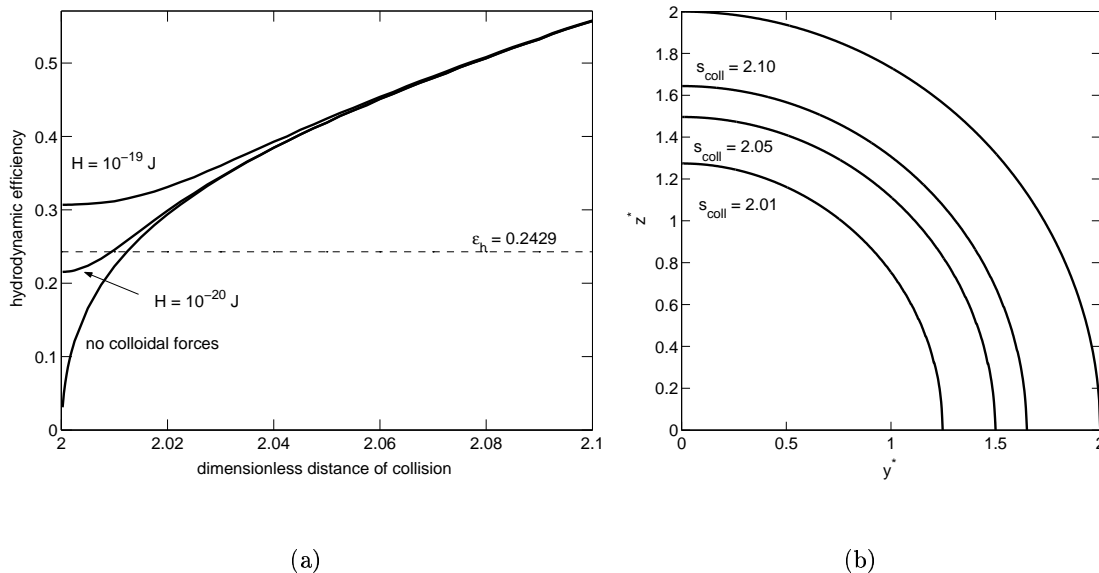 0.5
0.4
0.3
0.2
0.1
0
2
2.02
2.04
2.06
2.08
2.1
hydrodynamic efficiency
dimensionless distance of collision
H = 10⁻¹⁹ J
εₕ = 0.2429
H = 10⁻²⁰ J
no colloidal forces
(a)
2
1.8
1.6
1.4
1.2
1
0.8
0.6
0.4
0.2
0
0
0.5
1
1.5
2
z*
y*
s_coll = 2.10
s_coll = 2.05
s_coll = 2.01
(b)